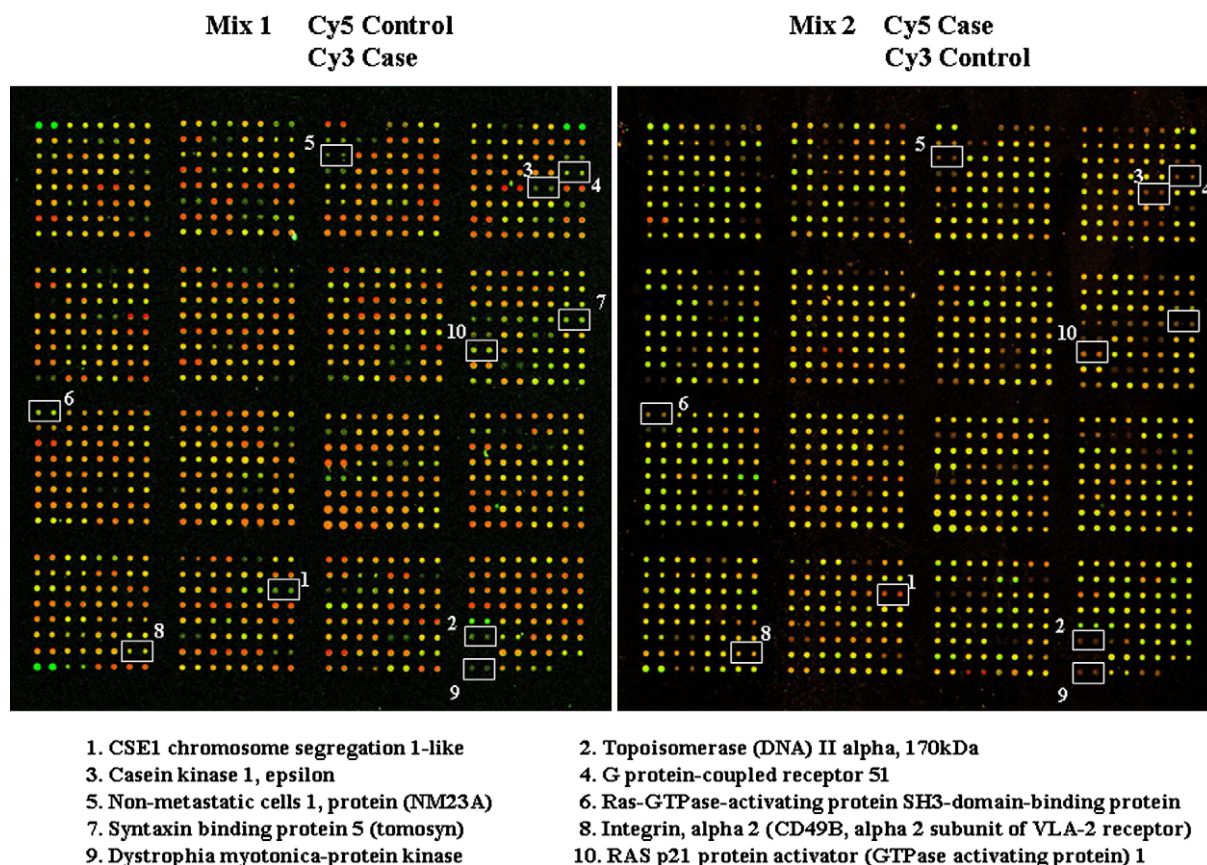 Mix 1 Cy5 Control
Cy3 Case
Mix 2 Cy5 Case
Cy3 Control
5
3
4
7
10
6
1
8
2
9
5
3
4
10
6
1
8
2
9
1. CSE1 chromosome segregation 1-like
2. Topoisomerase (DNA) II alpha, 170kDa
3. Casein kinase 1, epsilon
4. G protein-coupled receptor 51
5. Non-metastatic cells 1, protein (NM23A)
6. Ras-GTPase-activating protein SH3-domain-binding protein
7. Syntaxin binding protein 5 (tomosyn)
8. Integrin, alpha 2 (CD49B, alpha 2 subunit of VLA-2 receptor)
9. Dystrophia myotonica-protein kinase
10. RAS p21 protein activator (GTPase activating protein) 1